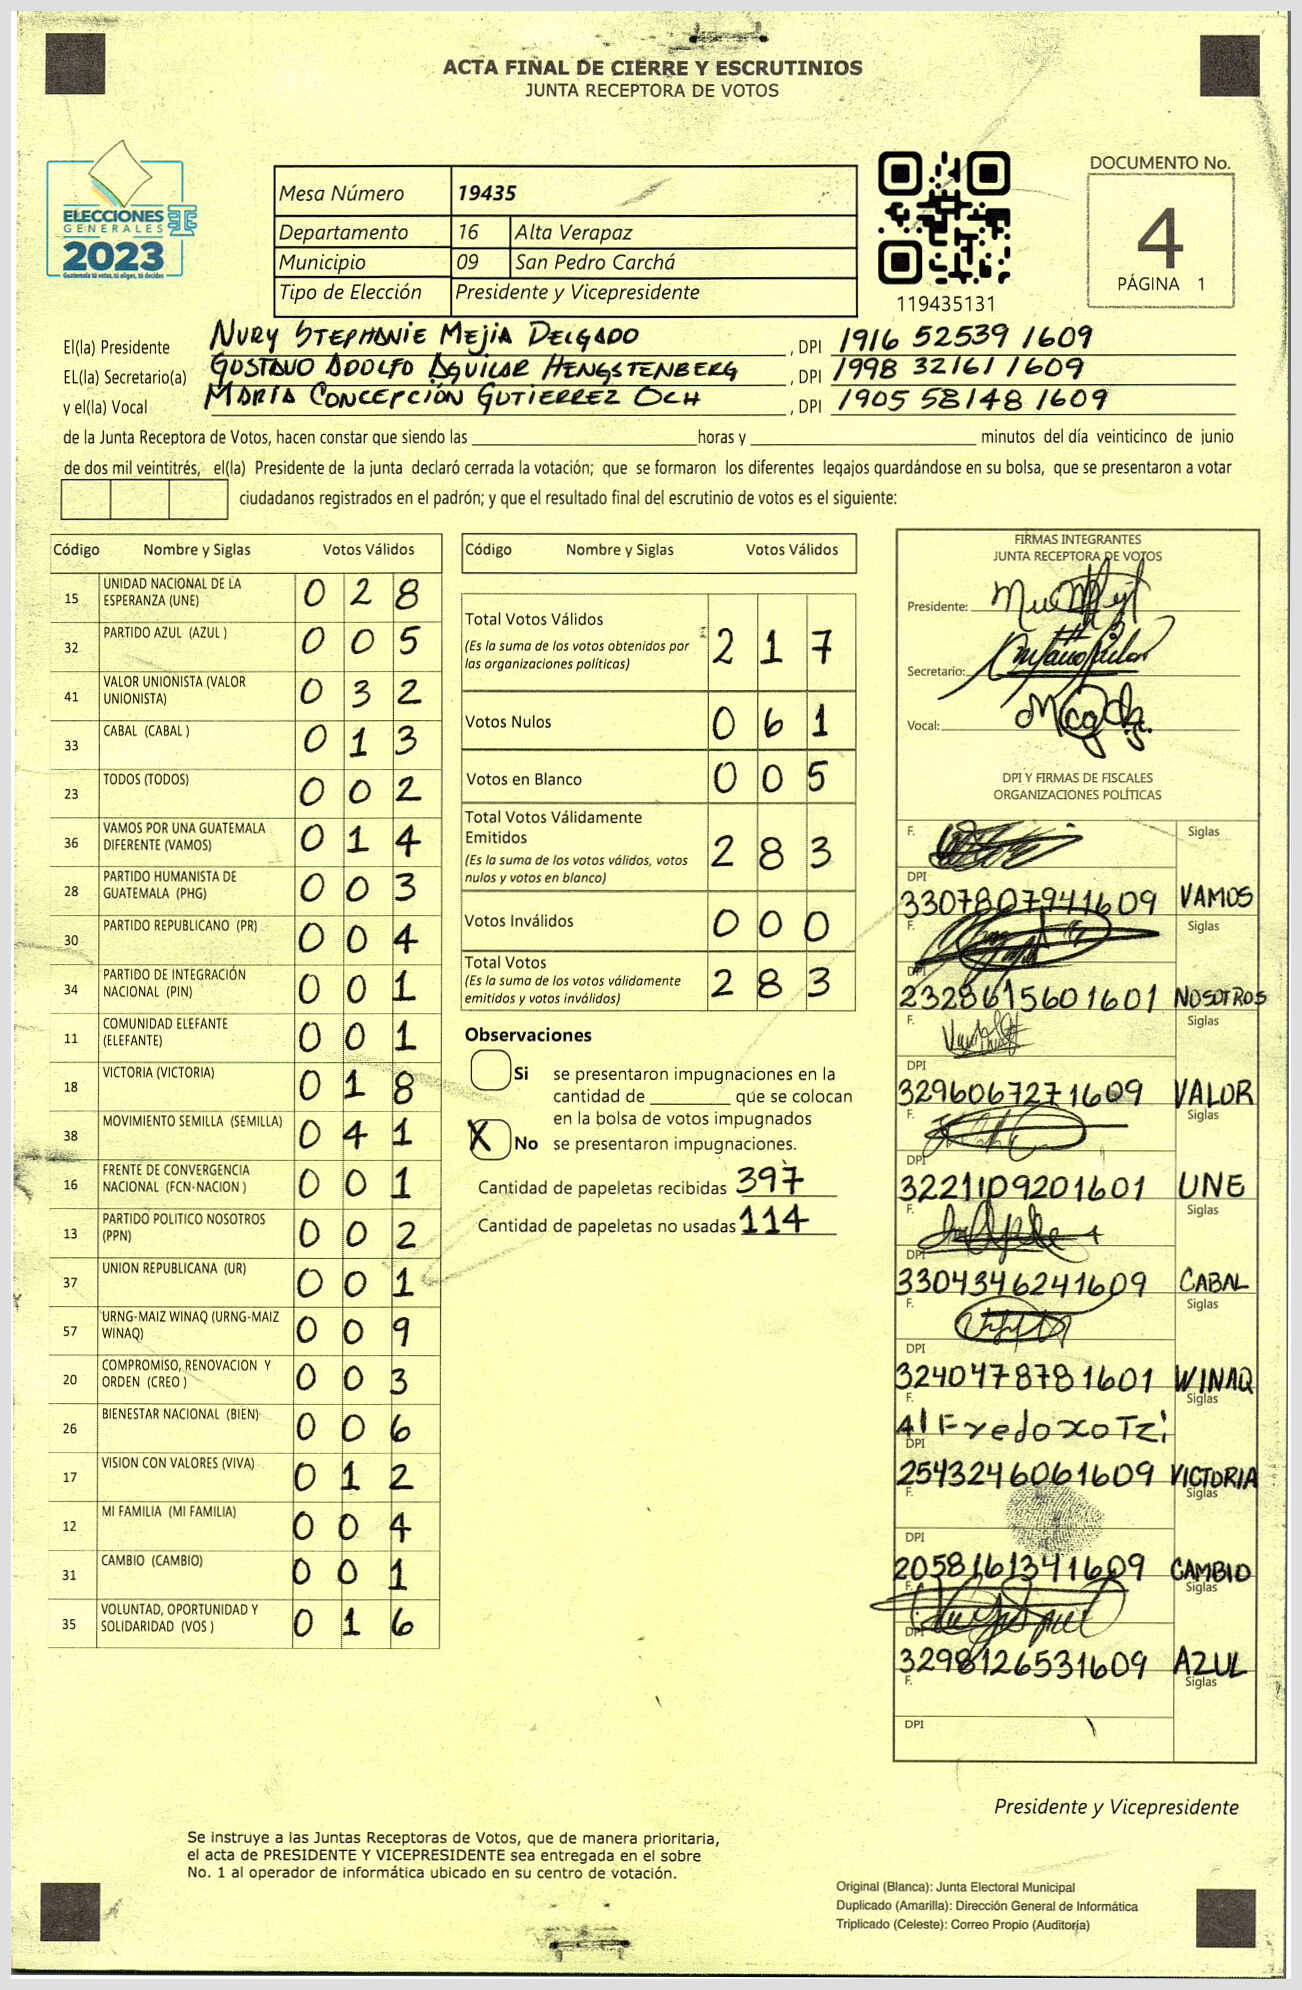 ACTA FINAL DE CIERRE Y ESCRUTINIOS
JUNTA RECEPTORA DE VOTOS
ELECCIONES
GENERALES
2023
Guatemala tú votas, tú eliges, tú decides
Mesa Número 19435
Departamento 16 Alta Verapaz
Municipio 09 San Pedro Carchá
Tipo de Elección Presidente y Vicepresidente
119435131
DOCUMENTO No.
4
PÁGINA 1
El(la) Presidente NURY STEPHANIE MEJIA DELGADO , DPI 1916 52539 1609
EL(la) Secretario(a) GUSTAVO ADOLFO AGUILAR HENGSTENBERG , DPI 1998 32161 1609
y el(la) Vocal MARÍA CONCEPCIÓN GUTIERREZ OCH , DPI 1905 58148 1609
de la Junta Receptora de Votos, hacen constar que siendo las horas y minutos del día veinticinco de junio
de dos mil veintitrés, el(la) Presidente de la junta declaró cerrada la votación; que se formaron los diferentes legajos quardándose en su bolsa, que se presentaron a votar
ciudadanos registrados en el padrón; y que el resultado final del escrutinio de votos es el siguiente:
Código Nombre y Siglas Votos Válidos
15 UNIDAD NACIONAL DE LA ESPERANZA (UNE) 0 2 8
32 PARTIDO AZUL (AZUL ) 0 0 5
41 VALOR UNIONISTA (VALOR UNIONISTA) 0 3 2
33 CABAL (CABAL ) 0 1 3
23 TODOS (TODOS) 0 0 2
36 VAMOS POR UNA GUATEMALA DIFERENTE (VAMOS) 0 1 4
28 PARTIDO HUMANISTA DE GUATEMALA (PHG) 0 0 3
30 PARTIDO REPUBLICANO (PR) 0 0 4
34 PARTIDO DE INTEGRACIÓN NACIONAL (PIN) 0 0 1
11 COMUNIDAD ELEFANTE (ELEFANTE) 0 0 1
18 VICTORIA (VICTORIA) 0 1 8
38 MOVIMIENTO SEMILLA (SEMILLA) 0 4 1
16 FRENTE DE CONVERGENCIA NACIONAL (FCN-NACION ) 0 0 1
13 PARTIDO POLITICO NOSOTROS (PPN) 0 0 2
37 UNION REPUBLICANA (UR) 0 0 1
57 URNG-MAIZ WINAQ (URNG-MAIZ WINAQ) 0 0 9
20 COMPROMISO, RENOVACION Y ORDEN (CREO ) 0 0 3
26 BIENESTAR NACIONAL (BIEN) 0 0 6
17 VISION CON VALORES (VIVA) 0 1 2
12 MI FAMILIA (MI FAMILIA) 0 0 4
31 CAMBIO (CAMBIO) 0 0 1
35 VOLUNTAD, OPORTUNIDAD Y SOLIDARIDAD (VOS ) 0 1 6
Código Nombre y Siglas Votos Válidos
Total Votos Válidos 2 1 7
(Es la suma de los votos obtenidos por
las organizaciones políticas)
Votos Nulos 0 6 1
Votos en Blanco 0 0 5
Total Votos Válidamente
Emitidos 2 8 3
(Es la suma de los votos válidos, votos
nulos y votos en blanco)
Votos Inválidos 0 0 0
Total Votos 2 8 3
(Es la suma de los votos válidamente
emitidos y votos inválidos)
Observaciones
Si se presentaron impugnaciones en la
cantidad de que se colocan
en la bolsa de votos impugnados
X No se presentaron impugnaciones.
Cantidad de papeletas recibidas 397
Cantidad de papeletas no usadas 114
FIRMAS INTEGRANTES
JUNTA RECEPTORA DE VOTOS
Presidente:
Secretario:
Vocal:
DPI Y FIRMAS DE FISCALES
ORGANIZACIONES POLÍTICAS
F. Siglas
DPI
3307807941609 VAMOS
F. Siglas
DPI
2328615601601 NOSOTROS
F. Siglas
DPI
3296067271609 VALOR
F. Siglas
DPI
3221109201601 UNE
F. Siglas
DPI
3304346241609 CABAL
F. Siglas
DPI
3240478781601 WINAQ
F.
AlFredoxoTzi
DPI
2543246061609 VICTORIA
F. Siglas
DPI
2058161341609 CAMBIO
F. Siglas
DPI
3298126531609 AZUL
F. Siglas
DPI
Presidente y Vicepresidente
Se instruye a las Juntas Receptoras de Votos, que de manera prioritaria,
el acta de PRESIDENTE Y VICEPRESIDENTE sea entregada en el sobre
No. 1 al operador de informática ubicado en su centro de votación.
Original (Blanca): Junta Electoral Municipal
Duplicado (Amarilla): Dirección General de Informática
Triplicado (Celeste): Correo Propio (Auditoría)